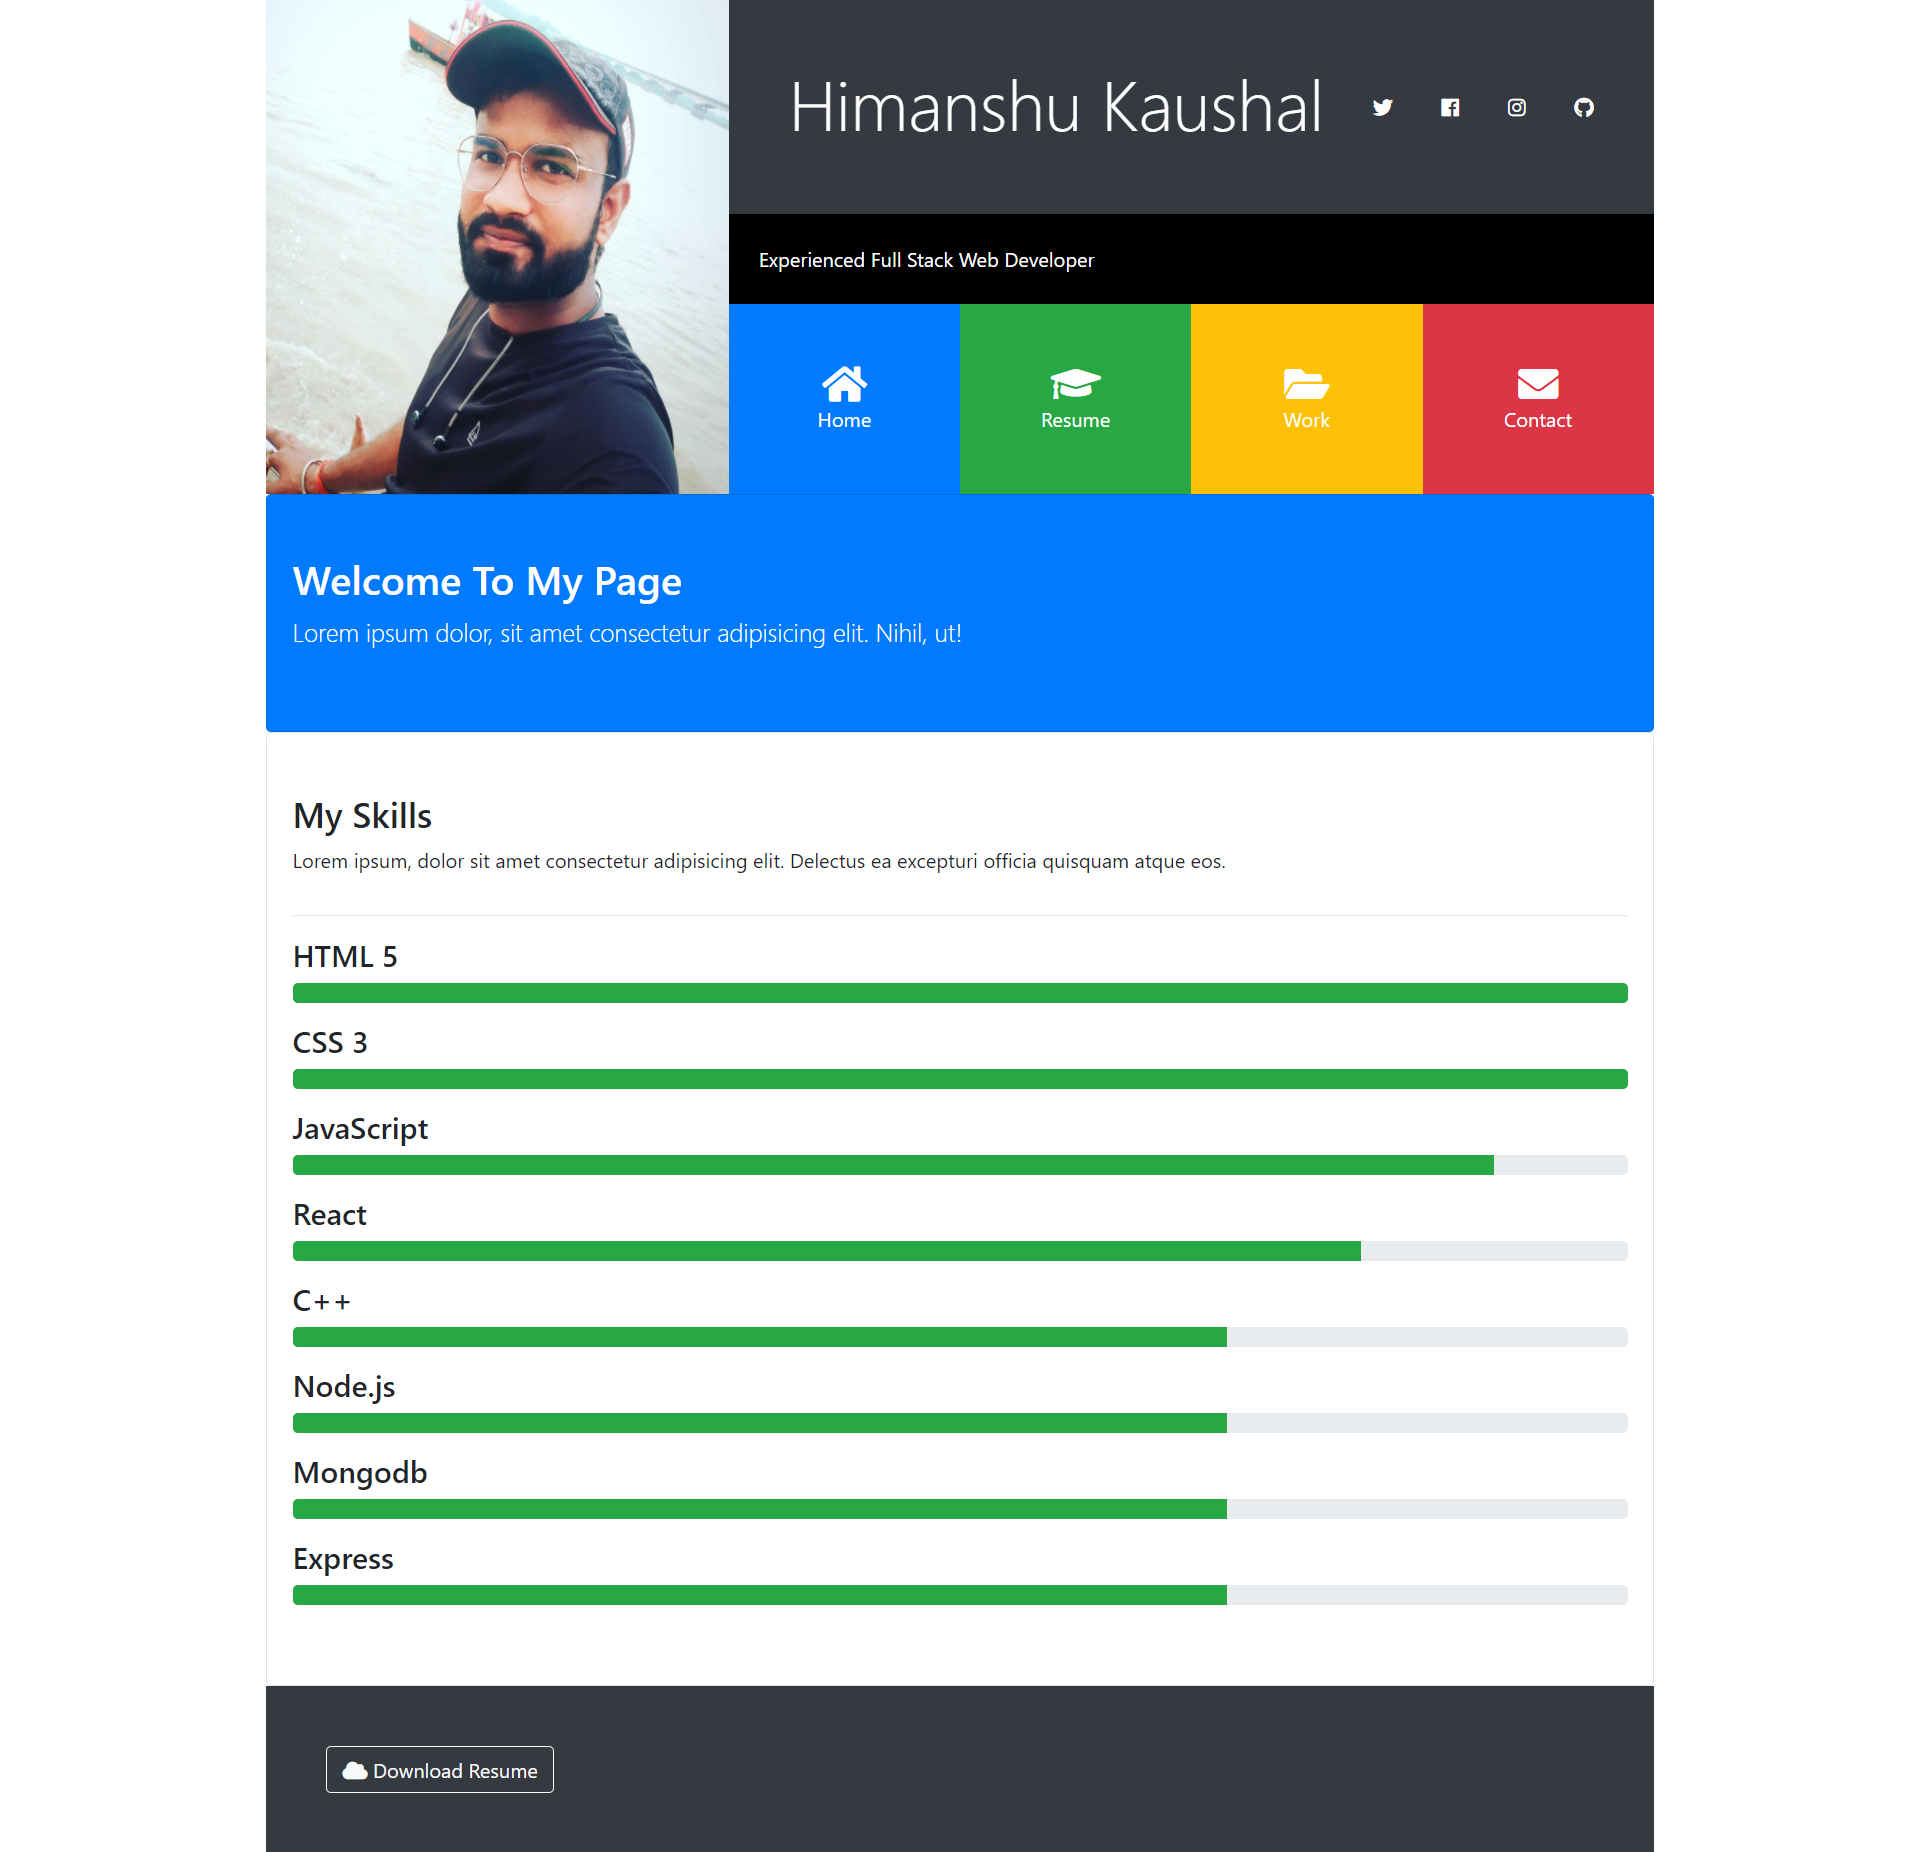 Himanshu Kaushal
Experienced Full Stack Web Developer
Home
Resume
Work
Contact
Welcome To My Page
Lorem ipsum dolor, sit amet consectetur adipisicing elit. Nihil, ut!
My Skills
Lorem ipsum, dolor sit amet consectetur adipisicing elit. Delectus ea excepturi officia quisquam atque eos.
HTML 5
CSS 3
JavaScript
React
C++
Node.js
Mongodb
Express
Download Resume